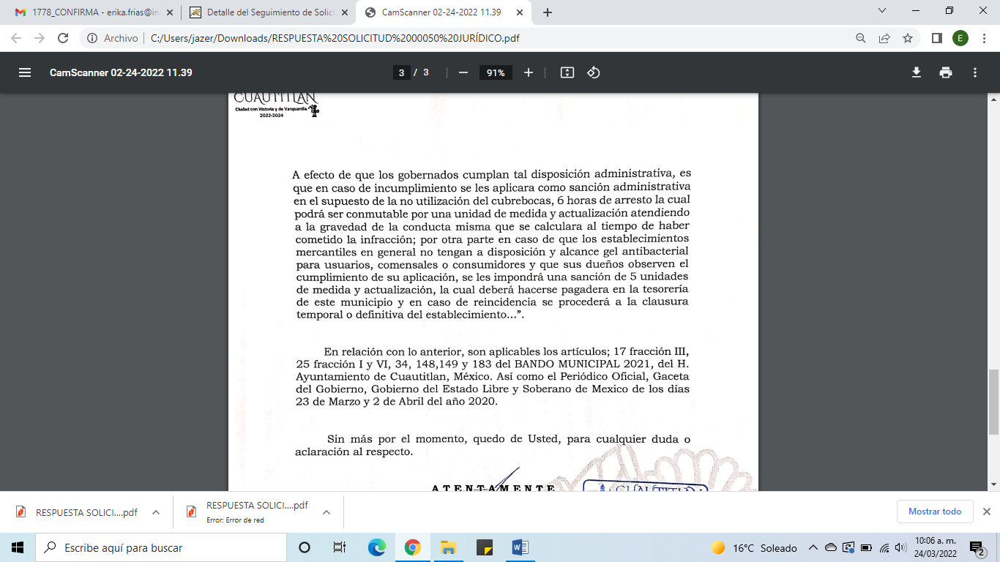 1778_CONFIRMA - erika.frias@in
Detalle del Seguimiento de Solici
CamScanner 02-24-2022 11.39
Archivo
C:/Users/jazer/Downloads/RESPUESTA%20SOLICITUD%2000050%20JURÍDICO.pdf
E
CamScanner 02-24-2022 11.39
3 / 3
91%
CUAUTITLAN
Ciudad con Historia y de Vanguardia
2022-2024
A efecto de que los gobernados cumplan tal disposición administrativa, es
que en caso de incumplimiento se les aplicara como sanción administrativa
en el supuesto de la no utilización del cubrebocas, 6 horas de arresto la cual
podrá ser conmutable por una unidad de medida y actualización atendiendo
a la gravedad de la conducta misma que se calculara al tiempo de haber
cometido la infracción; por otra parte en caso de que los establecimientos
mercantiles en general no tengan a disposición y alcance gel antibacterial
para usuarios, comensales o consumidores y que sus dueños observen el
cumplimiento de su aplicación, se les impondrá una sanción de 5 unidades
de medida y actualización, la cual deberá hacerse pagadera en la tesorería
de este municipio y en caso de reincidencia se procederá a la clausura
temporal o definitiva del establecimiento...”.
En relación con lo anterior, son aplicables los artículos; 17 fracción III,
25 fracción I y VI, 34, 148,149 y 183 del BANDO MUNICIPAL 2021, del H.
Ayuntamiento de Cuautitlan, México. Así como el Periódico Oficial, Gaceta
del Gobierno, Gobierno del Estado Libre y Soberano de Mexico de los días
23 de Marzo y 2 de Abril del año 2020.
Sin más por el momento, quedo de Usted, para cualquier duda o
aclaración al respecto.
ATENTAMENTE
CUAUTITLAN
RESPUESTA SOLICI....pdf
RESPUESTA SOLICI....pdf
Error: Error de red
Mostrar todo
Escribe aquí para buscar
16°C Soleado
10:06 a. m.
24/03/2022
2